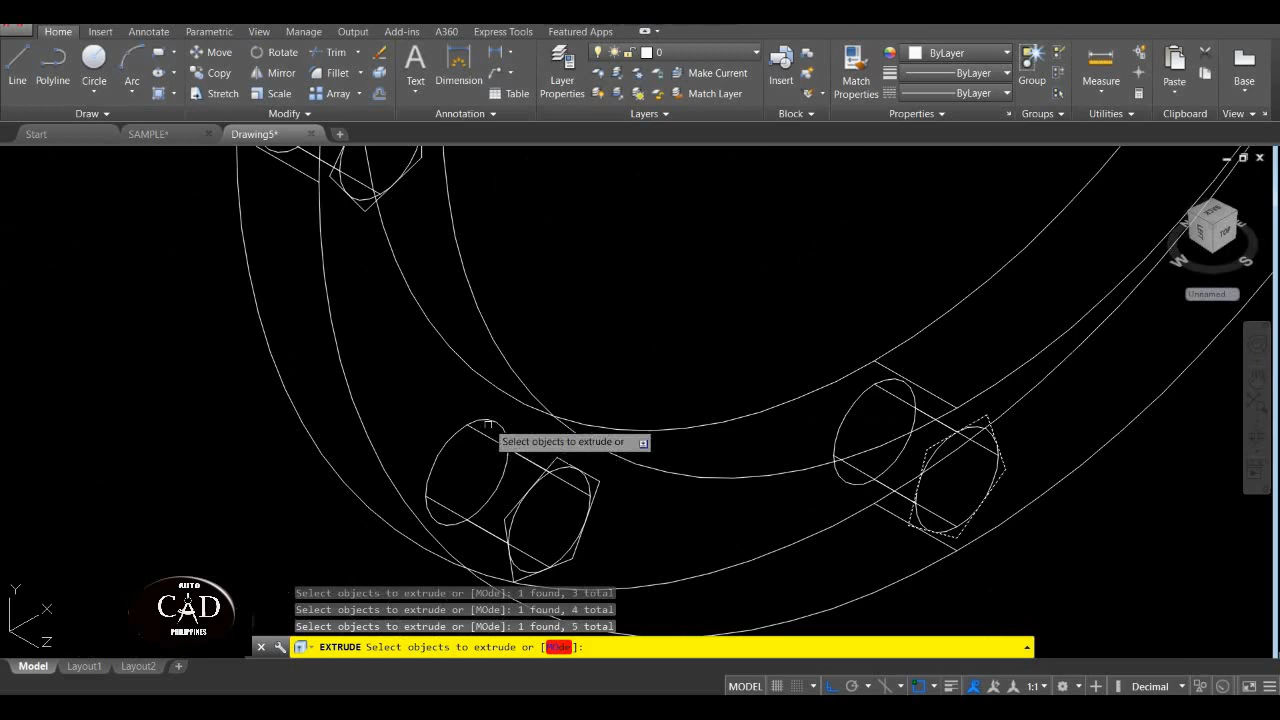 Home Insert Annotate Parametric View Manage Output Add-ins A360 Express Tools Featured Apps
Line Polyline Circle Arc Move Rotate Trim Text Dimension Layer Properties 0 Insert Match Properties ByLayer Group Measure Paste Base
Copy Mirror Fillet Make Current ByLayer
Stretch Scale Array Table Match Layer ByLayer
Draw Modify Annotation Layers Block Properties Groups Utilities Clipboard View
Start SAMPLE* Drawing5*
BACK
LEFT TOP
W S
Unnamed
Select objects to extrude or
Y
X
Z
AUTO
CAD
PHILIPPINES
Select objects to extrude or [MOde]: 1 found, 3 total
Select objects to extrude or [MOde]: 1 found, 4 total
Select objects to extrude or [MOde]: 1 found, 5 total
EXTRUDE Select objects to extrude or [MOde]:
Model Layout1 Layout2
MODEL 1:1 Decimal